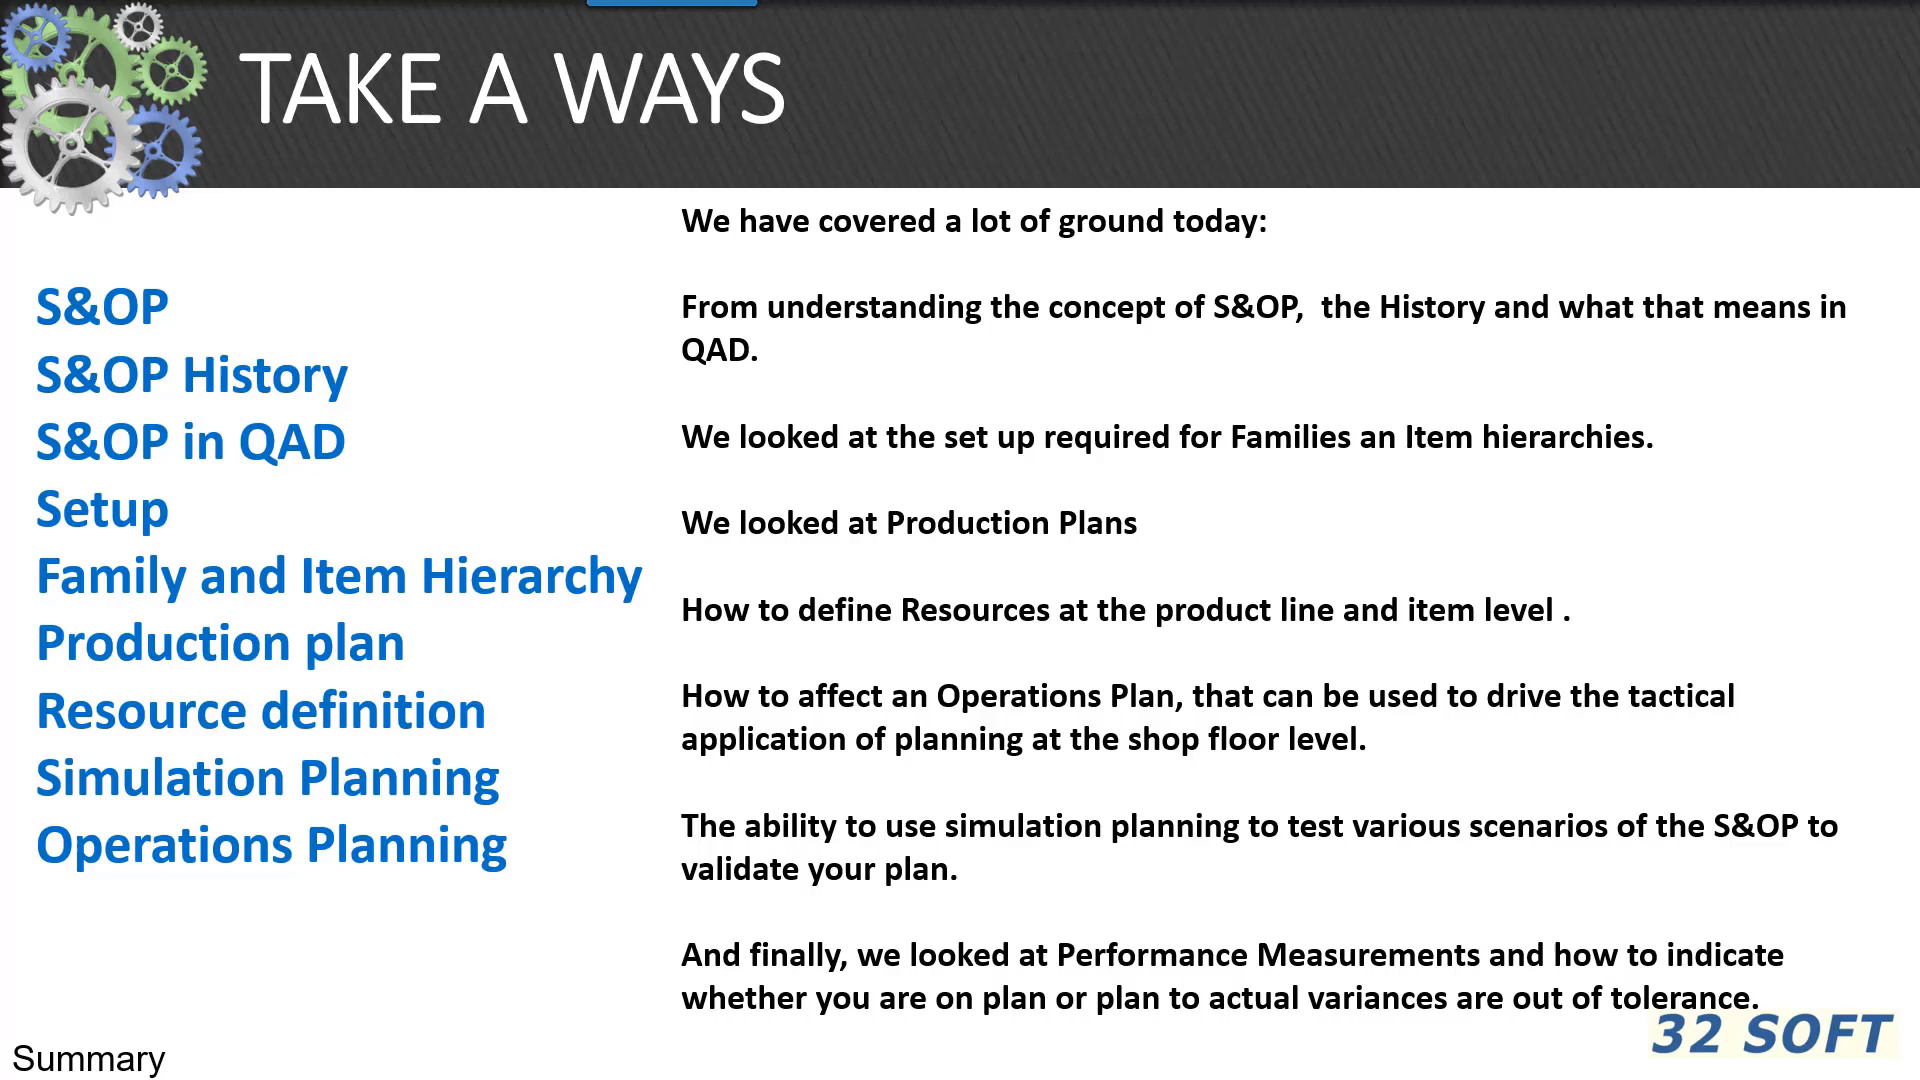 TAKE A WAYS
S&OP
S&OP History
S&OP in QAD
Setup
Family and Item Hierarchy
Production plan
Resource definition
Simulation Planning
Operations Planning
We have covered a lot of ground today:
From understanding the concept of S&OP,  the History and what that means in
QAD.
We looked at the set up required for Families an Item hierarchies.
We looked at Production Plans
How to define Resources at the product line and item level .
How to affect an Operations Plan, that can be used to drive the tactical
application of planning at the shop floor level.
The ability to use simulation planning to test various scenarios of the S&OP to
validate your plan.
And finally, we looked at Performance Measurements and how to indicate
whether you are on plan or plan to actual variances are out of tolerance.
32 SOFT
Summary